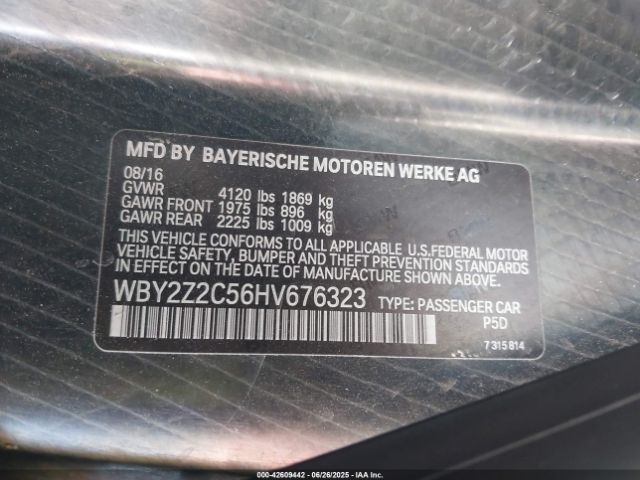 MFD BY BAYERISCHE MOTOREN WERKE AG
08/16
GVWR 4120 lbs 1869 kg
GAWR FRONT 1975 lbs 896 kg
GAWR REAR 2225 lbs 1009 kg
THIS VEHICLE CONFORMS TO ALL APPLICABLE U.S.FEDERAL MOTOR
VEHICLE SAFETY, BUMPER AND THEFT PREVENTION STANDARDS
IN EFFECT ON THE DATE OF MANUFACTURE SHOWN ABOVE.
WBY2Z2C56HV676323 TYPE: PASSENGER CAR
P5D
7 315 814
000-42609442 - 06/26/2025 - IAA Inc.